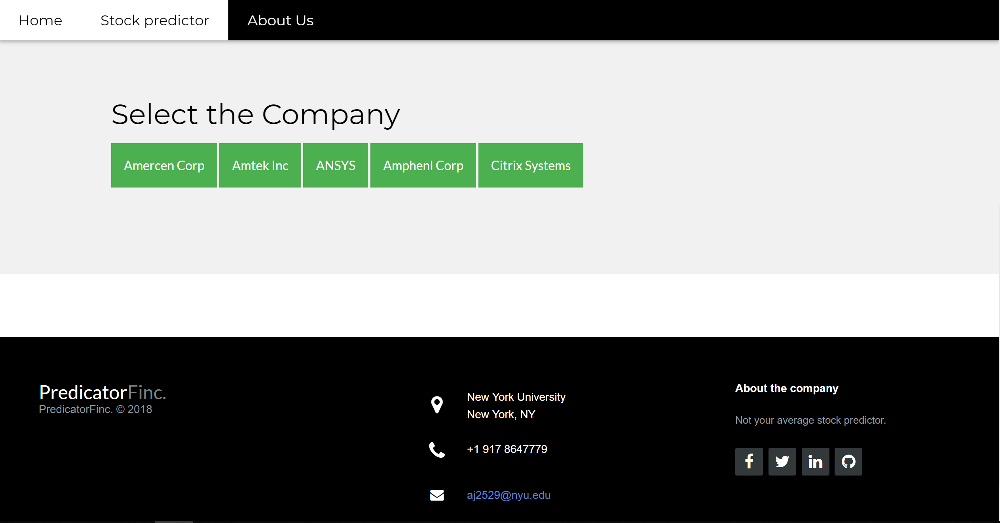 Home Stock predictor About Us
Select the Company
Amercen Corp Amtek Inc ANSYS Amphenl Corp Citrix Systems
PredicatorFinc.
PredicatorFinc. © 2018
New York University
New York, NY
+1 917 8647779
aj2529@nyu.edu
About the company
Not your average stock predictor.